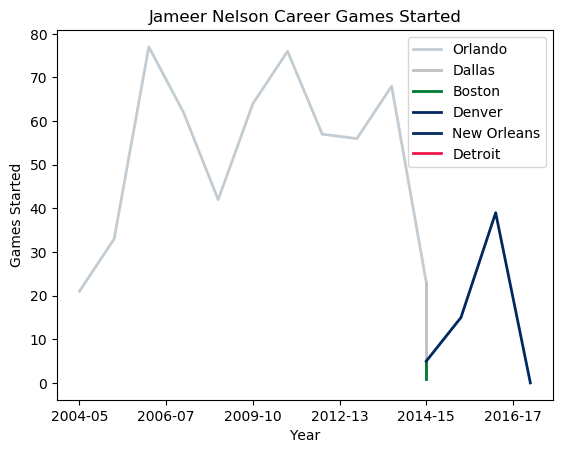 Jameer Nelson Career Games Started
80
70
60
50
40
30
20
10
0
Games Started
Orlando
Dallas
Boston
Denver
New Orleans
Detroit
2004-05 2006-07 2009-10 2012-13 2014-15 2016-17
Year